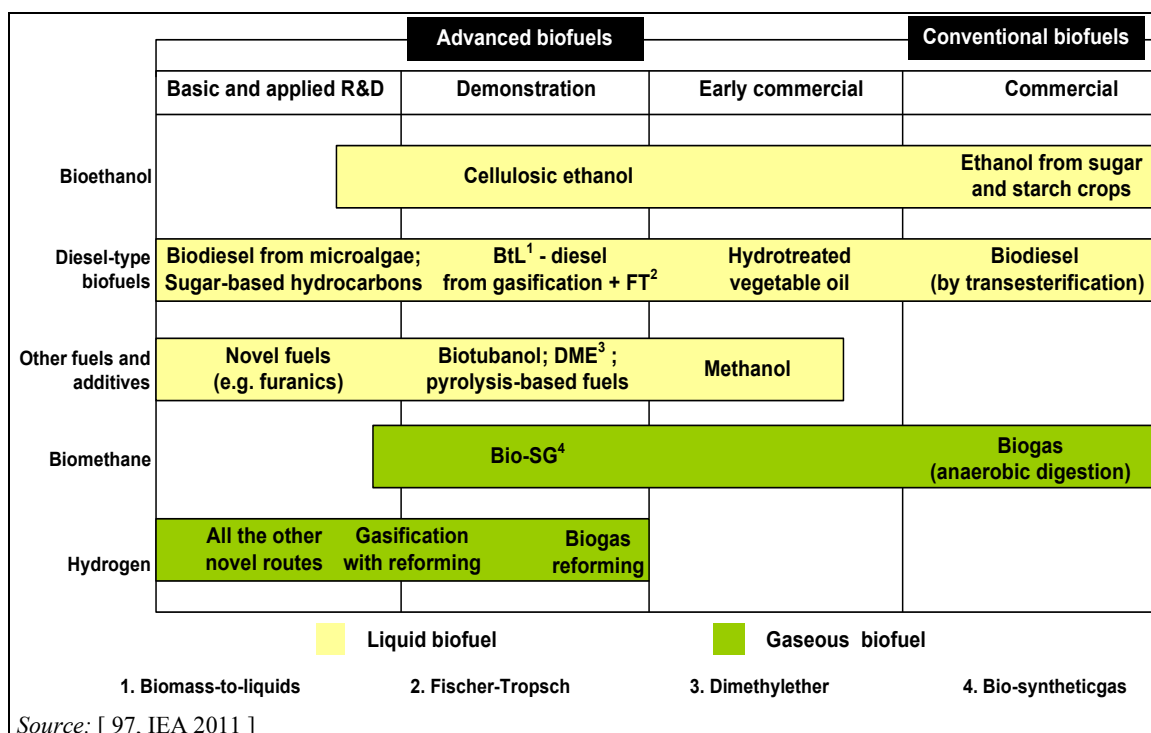 Advanced biofuels
Conventional biofuels
Basic and applied R&D
Demonstration
Early commercial
Commercial
Bioethanol
Cellulosic ethanol
Ethanol from sugar
and starch crops
Diesel-type
biofuels
Biodiesel from microalgae;
Sugar-based hydrocarbons
BtL¹ - diesel
from gasification + FT²
Hydrotreated
vegetable oil
Biodiesel
(by transesterification)
Other fuels and
additives
Novel fuels
(e.g. furanics)
Biotubanol; DME³ ;
pyrolysis-based fuels
Methanol
Biomethane
Bio-SG⁴
Biogas
(anaerobic digestion)
Hydrogen
All the other
novel routes
Gasification
with reforming
Biogas
reforming
Liquid biofuel
Gaseous biofuel
1. Biomass-to-liquids
2. Fischer-Tropsch
3. Dimethylether
4. Bio-syntheticgas
Source: [ 97, IEA 2011 ]